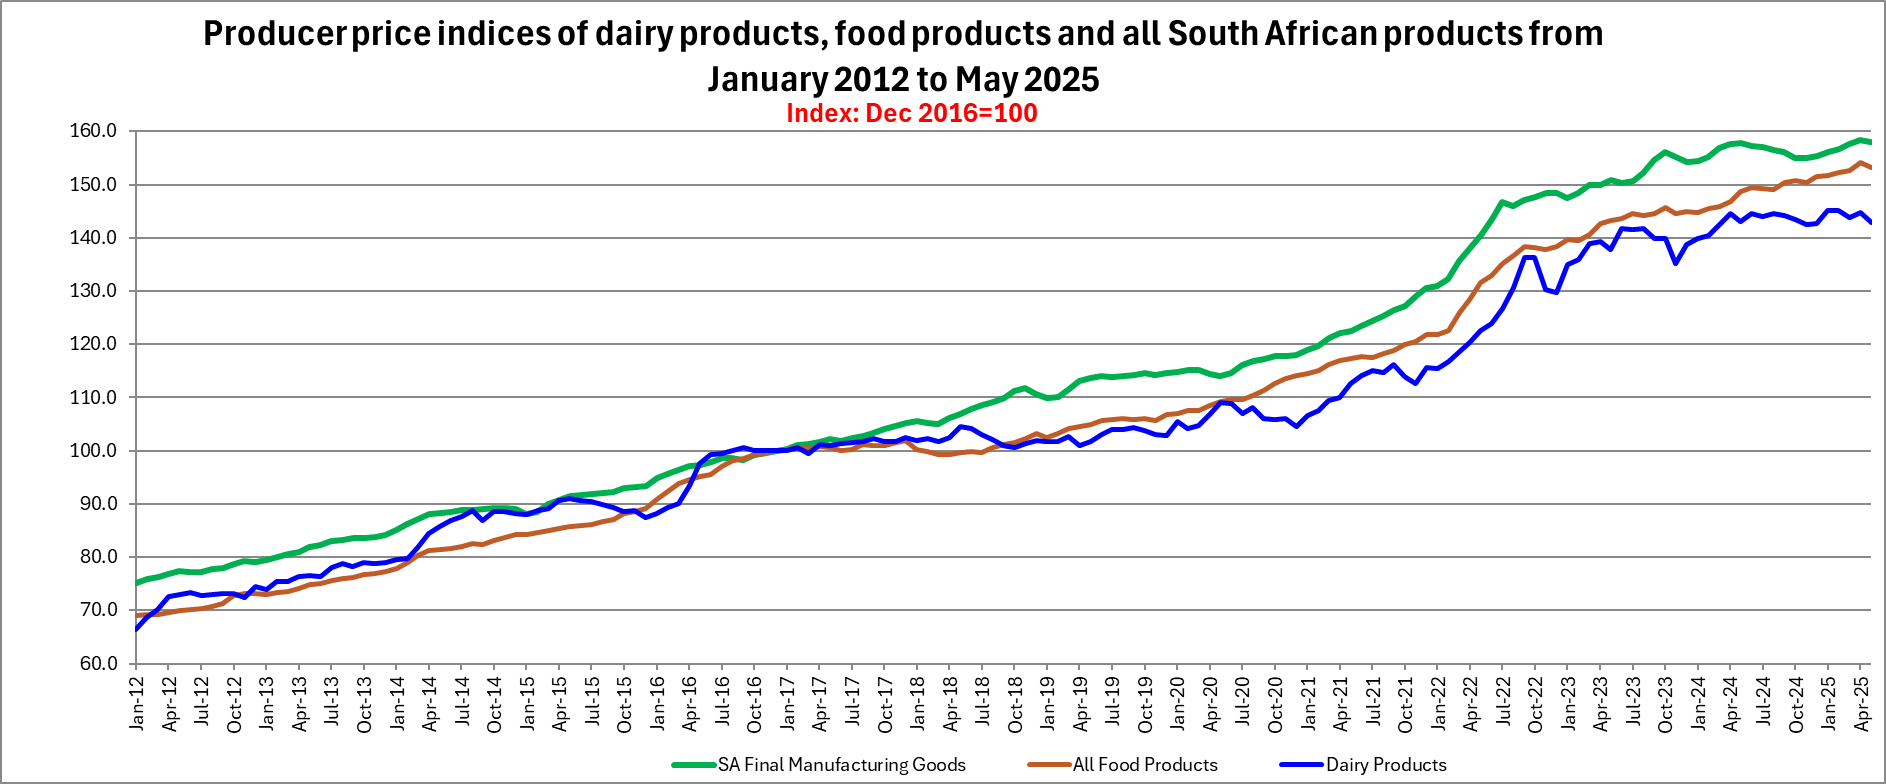 Producer price indices of dairy products, food products and all South African products from
January 2012 to May 2025
Index: Dec 2016=100
160.0
150.0
140.0
130.0
120.0
110.0
100.0
90.0
80.0
70.0
60.0
Jan-12
Apr-12
Jul-12
Oct-12
Jan-13
Apr-13
Jul-13
Oct-13
Jan-14
Apr-14
Jul-14
Oct-14
Jan-15
Apr-15
Jul-15
Oct-15
Jan-16
Apr-16
Jul-16
Oct-16
Jan-17
Apr-17
Jul-17
Oct-17
Jan-18
Apr-18
Jul-18
Oct-18
Jan-19
Apr-19
Jul-19
Oct-19
Jan-20
Apr-20
Jul-20
Oct-20
Jan-21
Apr-21
Jul-21
Oct-21
Jan-22
Apr-22
Jul-22
Oct-22
Jan-23
Apr-23
Jul-23
Oct-23
Jan-24
Apr-24
Jul-24
Oct-24
Jan-25
Apr-25
SA Final Manufacturing Goods
All Food Products
Dairy Products